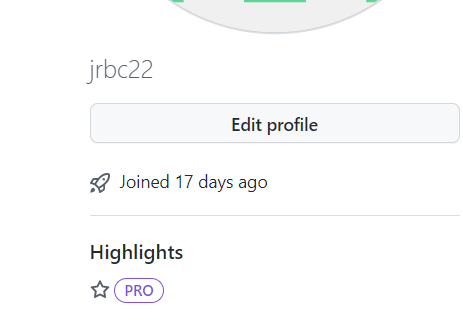 jrbc22
Edit profile
Joined 17 days ago
Highlights
PRO